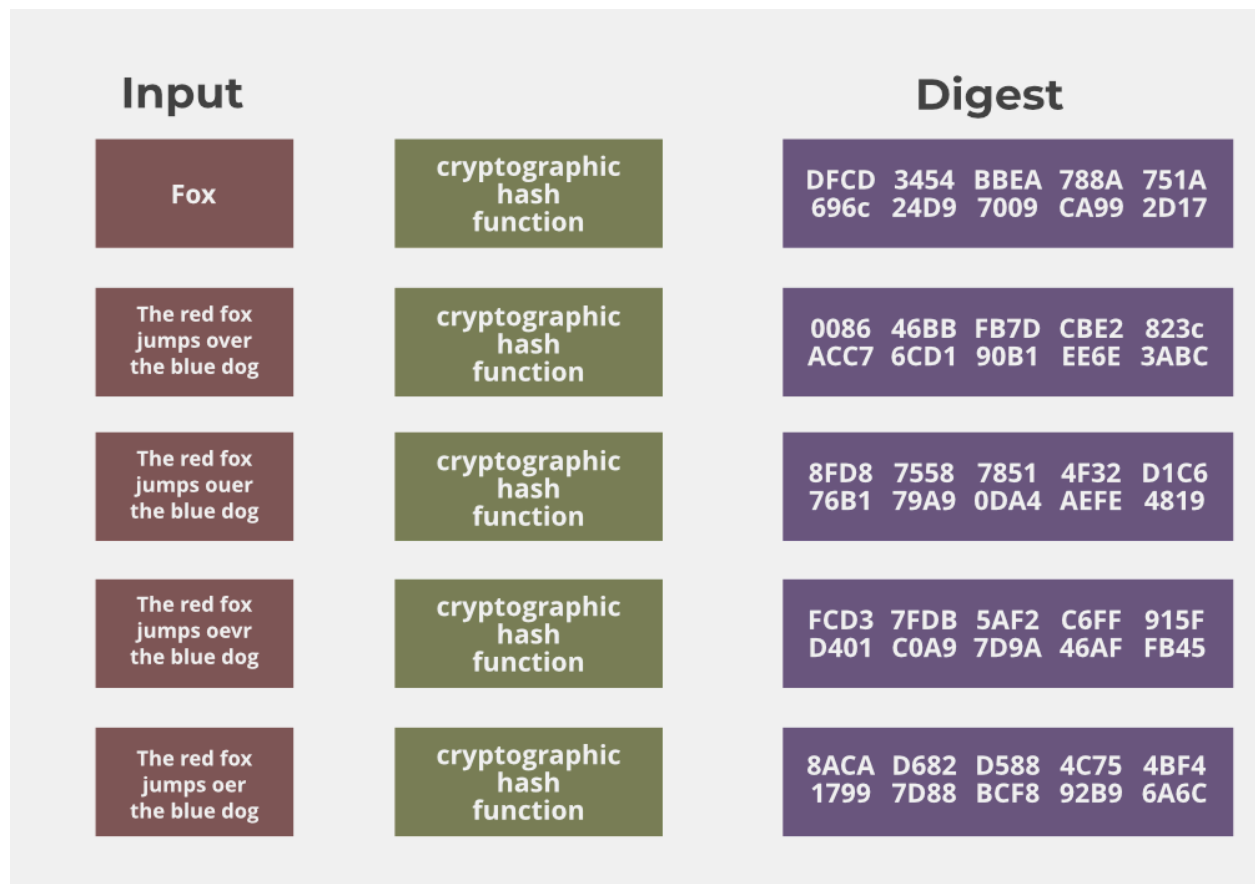 Input
Digest
Fox
cryptographic
hash
function
DFCD 3454 BBEA 788A 751A
696c 24D9 7009 CA99 2D17
The red fox
jumps over
the blue dog
cryptographic
hash
function
0086 46BB FB7D CBE2 823c
ACC7 6CD1 90B1 EE6E 3ABC
The red fox
jumps ouer
the blue dog
cryptographic
hash
function
8FD8 7558 7851 4F32 D1C6
76B1 79A9 0DA4 AEFE 4819
The red fox
jumps oevr
the blue dog
cryptographic
hash
function
FCD3 7FDB 5AF2 C6FF 915F
D401 C0A9 7D9A 46AF FB45
The red fox
jumps oer
the blue dog
cryptographic
hash
function
8ACA D682 D588 4C75 4BF4
1799 7D88 BCF8 92B9 6A6C